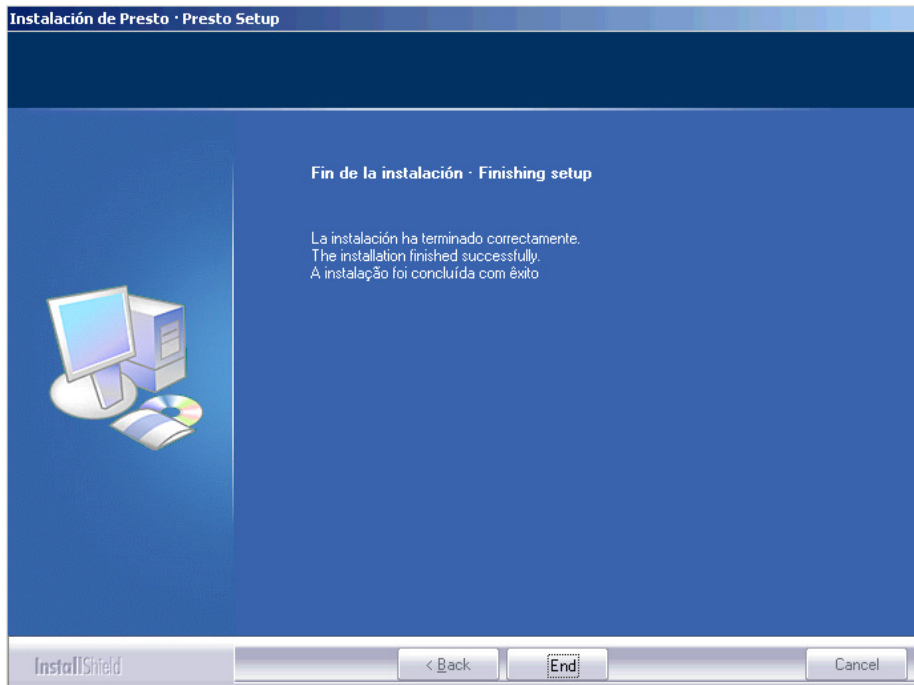 Instalación de Presto · Presto Setup
Fin de la instalación · Finishing setup
La instalación ha terminado correctamente.
The installation finished successfully.
A instalação foi concluída com êxito
InstallShield
< Back
End
Cancel